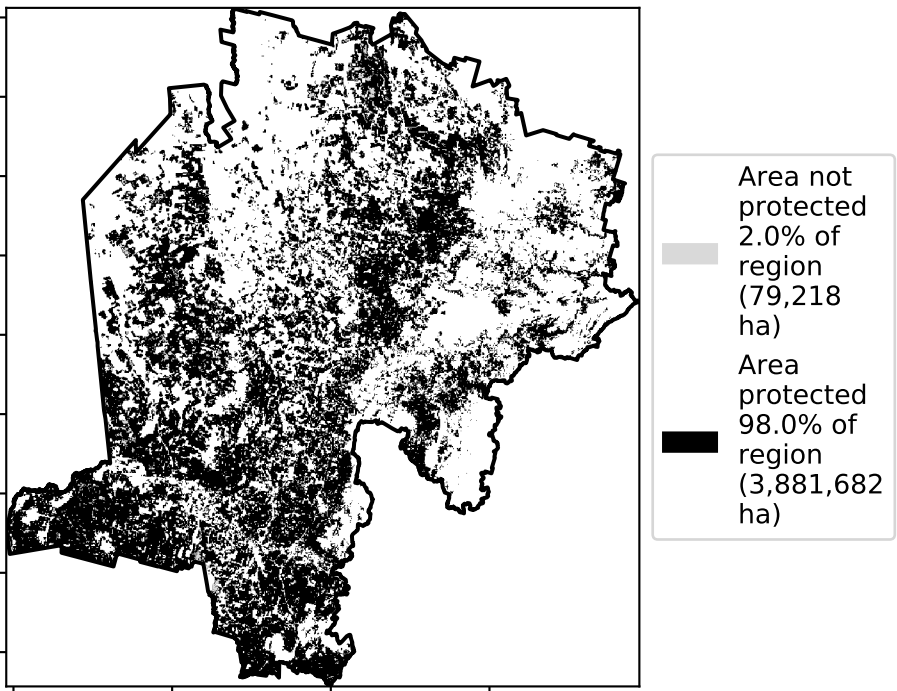 Area not
protected
2.0% of
region
(79,218
ha)
Area
protected
98.0% of
region
(3,881,682
ha)